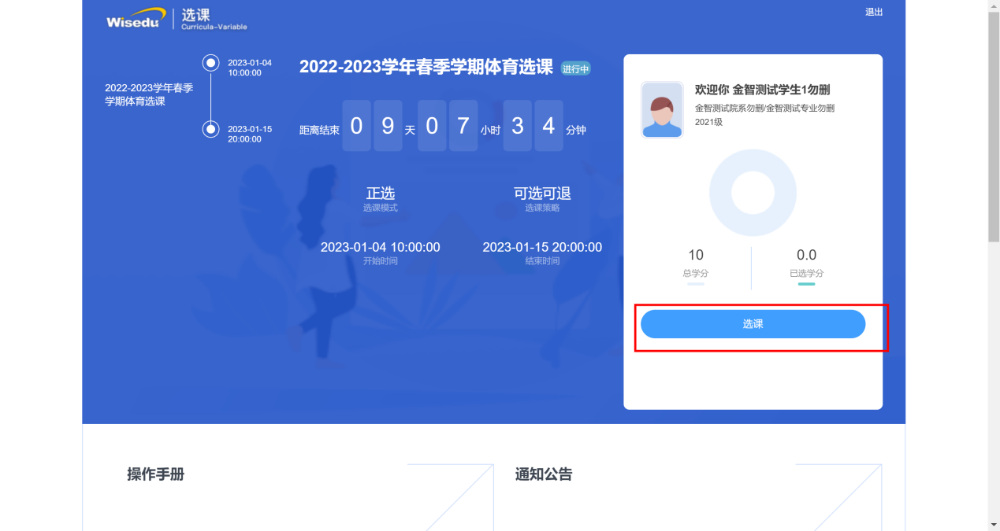 Wisedu
选课
Curricula-Variable
退出
2022-2023学年春季
学期体育选课
2023-01-04
10:00:00
2023-01-15
20:00:00
2022-2023学年春季学期体育选课 进行中
距离结束 0 9 天 0 7 小时 3 4 分钟
正选
选课模式
可选可退
选课策略
2023-01-04 10:00:00
开始时间
2023-01-15 20:00:00
结束时间
欢迎你 金智测试学生1勿删
金智测试院系勿删/金智测试专业勿删
2021级
10
总学分
0.0
已选学分
选课
操作手册
通知公告